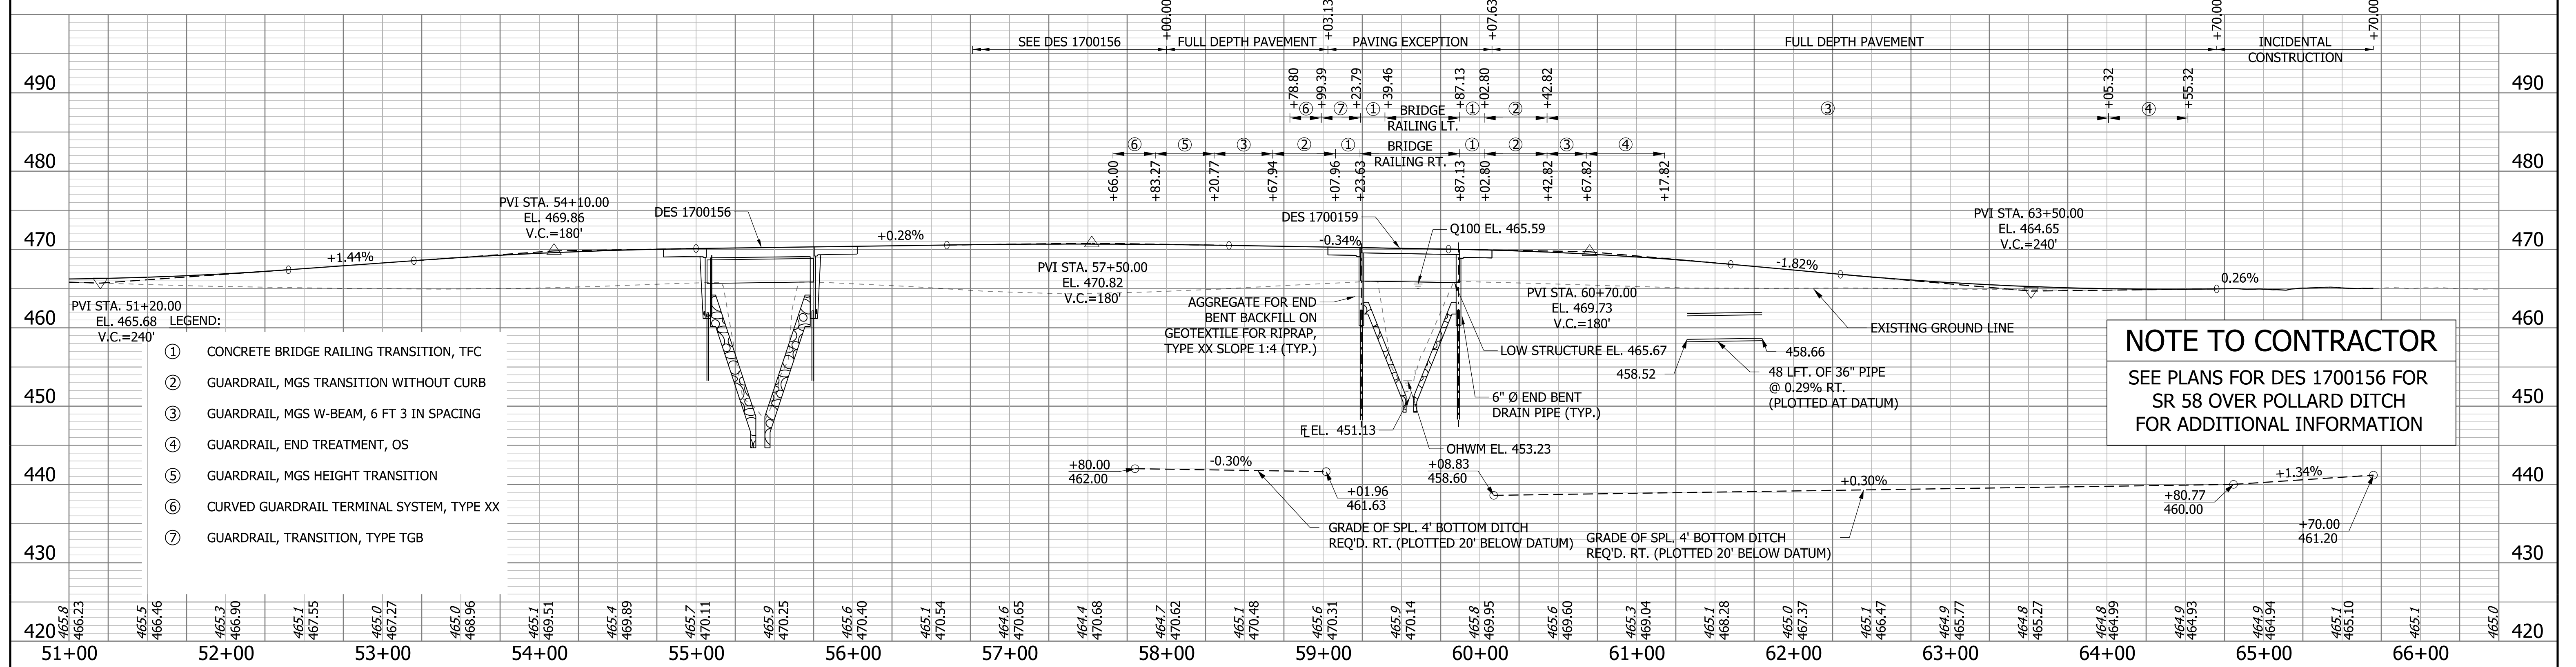 +00.00
+03.13
+07.63
+70.00
+70.00
SEE DES 1700156
FULL DEPTH PAVEMENT
PAVING EXCEPTION
FULL DEPTH PAVEMENT
INCIDENTAL
CONSTRUCTION
490
490
+78.80
+99.39
+23.79
+39.46
+87.13
+02.80
+42.82
+05.32
+55.32
⑥ ⑦ ① BRIDGE
RAILING LT.
① ② ③ ④
480
480
⑥ ⑤ ③ ② ① BRIDGE
RAILING RT.
① ② ③ ④
+66.00
+83.27
+20.77
+67.94
+07.96
+23.63
+87.13
+02.80
+42.82
+67.82
+17.82
470
470
PVI STA. 54+10.00
EL. 469.86
V.C.=180'
DES 1700156
+1.44%
+0.28%
PVI STA. 57+50.00
EL. 470.82
V.C.=180'
DES 1700159
-0.34%
Q100 EL. 465.59
PVI STA. 63+50.00
EL. 464.65
V.C.=240'
-1.82%
0.26%
460
460
PVI STA. 51+20.00
EL. 465.68
V.C.=240'
AGGREGATE FOR END
BENT BACKFILL ON
GEOTEXTILE FOR RIPRAP,
TYPE XX SLOPE 1:4 (TYP.)
PVI STA. 60+70.00
EL. 469.73
V.C.=180'
EXISTING GROUND LINE
LOW STRUCTURE EL. 465.67
458.66
458.52
48 LFT. OF 36" PIPE
@ 0.29% RT.
(PLOTTED AT DATUM)
6" Ø END BENT
DRAIN PIPE (TYP.)
LEGEND:
① CONCRETE BRIDGE RAILING TRANSITION, TFC
② GUARDRAIL, MGS TRANSITION WITHOUT CURB
③ GUARDRAIL, MGS W-BEAM, 6 FT 3 IN SPACING
④ GUARDRAIL, END TREATMENT, OS
⑤ GUARDRAIL, MGS HEIGHT TRANSITION
⑥ CURVED GUARDRAIL TERMINAL SYSTEM, TYPE XX
⑦ GUARDRAIL, TRANSITION, TYPE TGB
NOTE TO CONTRACTOR
SEE PLANS FOR DES 1700156 FOR
SR 58 OVER POLLARD DITCH
FOR ADDITIONAL INFORMATION
450
450
FL EL. 451.13
OHWM EL. 453.23
440
440
+80.00
462.00
-0.30%
+01.96
461.63
+08.83
458.60
+0.30%
+80.77
460.00
+1.34%
+70.00
461.20
GRADE OF SPL. 4' BOTTOM DITCH
REQ'D. RT. (PLOTTED 20' BELOW DATUM)
GRADE OF SPL. 4' BOTTOM DITCH
REQ'D. RT. (PLOTTED 20' BELOW DATUM)
430
430
420
420
465.8
466.23
465.5
466.46
465.3
466.90
465.1
467.55
465.0
467.27
465.0
468.96
465.1
469.51
465.4
469.89
465.7
470.11
465.9
470.25
465.6
470.40
465.1
470.54
464.6
470.65
464.4
470.68
464.7
470.62
465.1
470.48
465.6
470.31
465.9
470.14
465.8
469.95
465.6
469.60
465.3
469.04
465.1
468.28
465.0
467.37
465.1
466.47
464.9
465.77
464.8
465.27
464.8
464.99
464.9
464.93
464.9
464.94
465.1
465.10
465.1
465.0
51+00
52+00
53+00
54+00
55+00
56+00
57+00
58+00
59+00
60+00
61+00
62+00
63+00
64+00
65+00
66+00